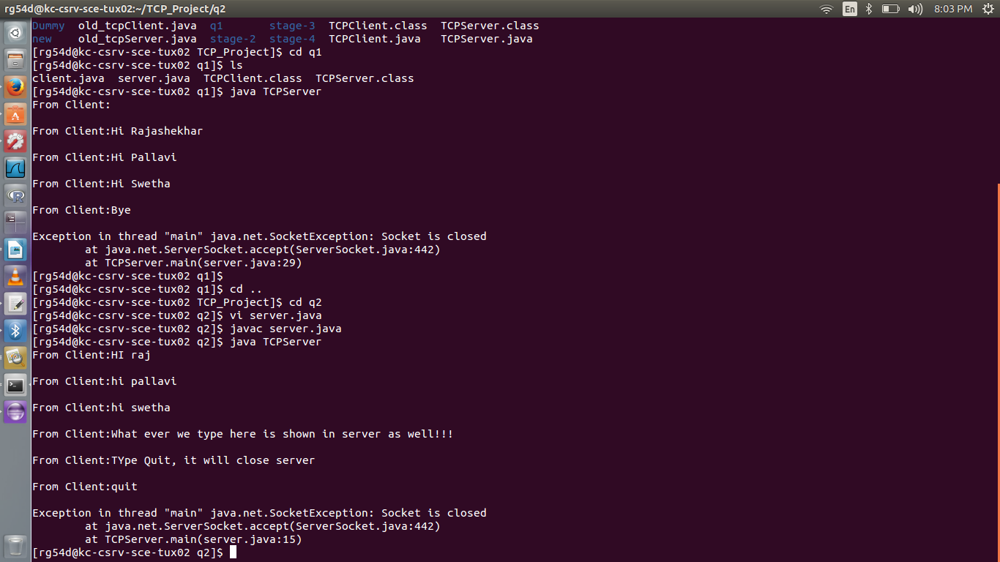 rg54d@kc-csrv-sce-tux02:~/TCP_Project/q2 En 8:03 PM
Dummy old_tcpClient.java q1 stage-3 TCPClient.class TCPServer.class
new old_tcpServer.java stage-2 stage-4 TCPClient.java TCPServer.java
[rg54d@kc-csrv-sce-tux02 TCP_Project]$ cd q1
[rg54d@kc-csrv-sce-tux02 q1]$ ls
client.java server.java TCPClient.class TCPServer.class
[rg54d@kc-csrv-sce-tux02 q1]$ java TCPServer
From Client:
From Client:Hi Rajashekhar
From Client:Hi Pallavi
From Client:Hi Swetha
From Client:Bye
Exception in thread "main" java.net.SocketException: Socket is closed
at java.net.ServerSocket.accept(ServerSocket.java:442)
at TCPServer.main(server.java:29)
[rg54d@kc-csrv-sce-tux02 q1]$
[rg54d@kc-csrv-sce-tux02 q1]$ cd ..
[rg54d@kc-csrv-sce-tux02 TCP_Project]$ cd q2
[rg54d@kc-csrv-sce-tux02 q2]$ vi server.java
[rg54d@kc-csrv-sce-tux02 q2]$ javac server.java
[rg54d@kc-csrv-sce-tux02 q2]$ java TCPServer
From Client:HI raj
From Client:hi pallavi
From Client:hi swetha
From Client:What ever we type here is shown in server as well!!!
From Client:TYpe Quit, it will close server
From Client:quit
Exception in thread "main" java.net.SocketException: Socket is closed
at java.net.ServerSocket.accept(ServerSocket.java:442)
at TCPServer.main(server.java:15)
[rg54d@kc-csrv-sce-tux02 q2]$